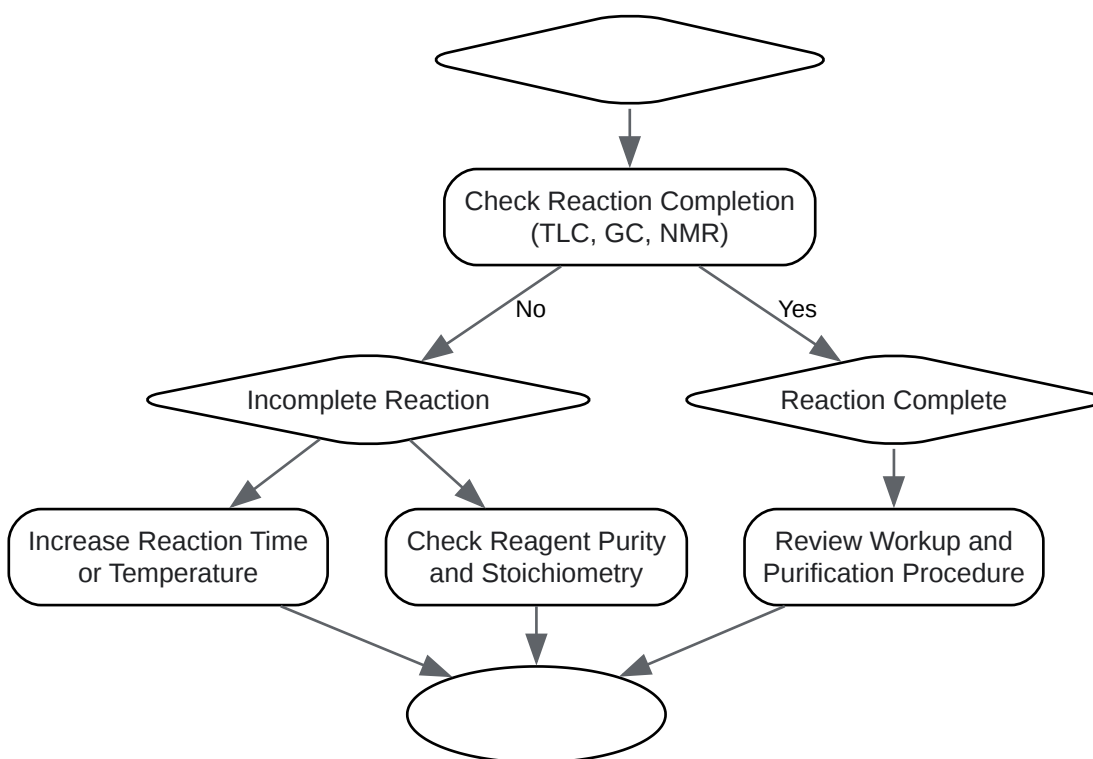 Check Reaction Completion
(TLC, GC, NMR)
No
Yes
Incomplete Reaction
Reaction Complete
Increase Reaction Time
or Temperature
Check Reagent Purity
and Stoichiometry
Review Workup and
Purification Procedure